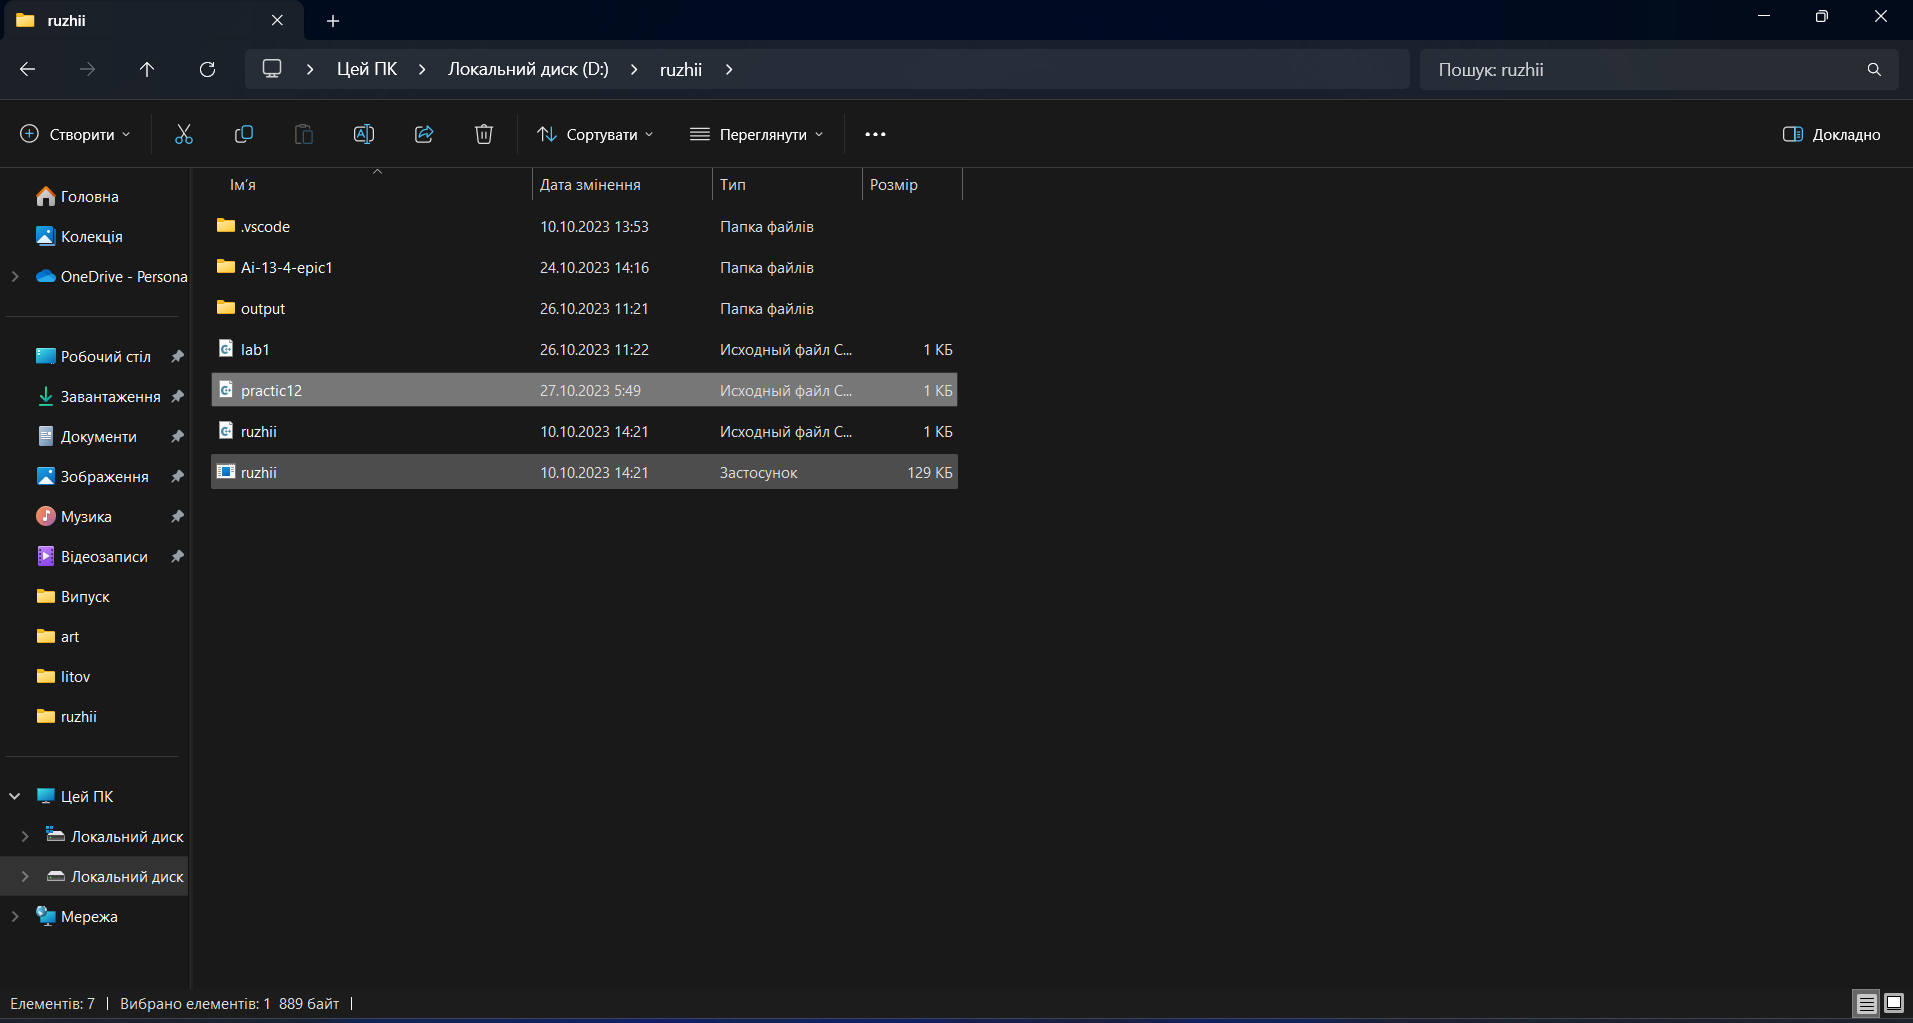 ruzhii
Цей ПК
Локальний диск (D:)
ruzhii
Пошук: ruzhii
Створити
Сортувати
Переглянути
Докладно
Головна
Колекція
OneDrive - Persona
Робочий стіл
Завантаження
Документи
Зображення
Музика
Відеозаписи
Випуск
art
litov
ruzhii
Цей ПК
Локальний диск
Локальний диск
Мережа
Ім'я Дата змінення Тип Розмір
.vscode 10.10.2023 13:53 Папка файлів
Ai-13-4-epic1 24.10.2023 14:16 Папка файлів
output 26.10.2023 11:21 Папка файлів
lab1 26.10.2023 11:22 Исходный файл C... 1 КБ
practic12 27.10.2023 5:49 Исходный файл C... 1 КБ
ruzhii 10.10.2023 14:21 Исходный файл C... 1 КБ
ruzhii 10.10.2023 14:21 Застосунок 129 КБ
Елементів: 7 Вибрано елементів: 1 889 байт